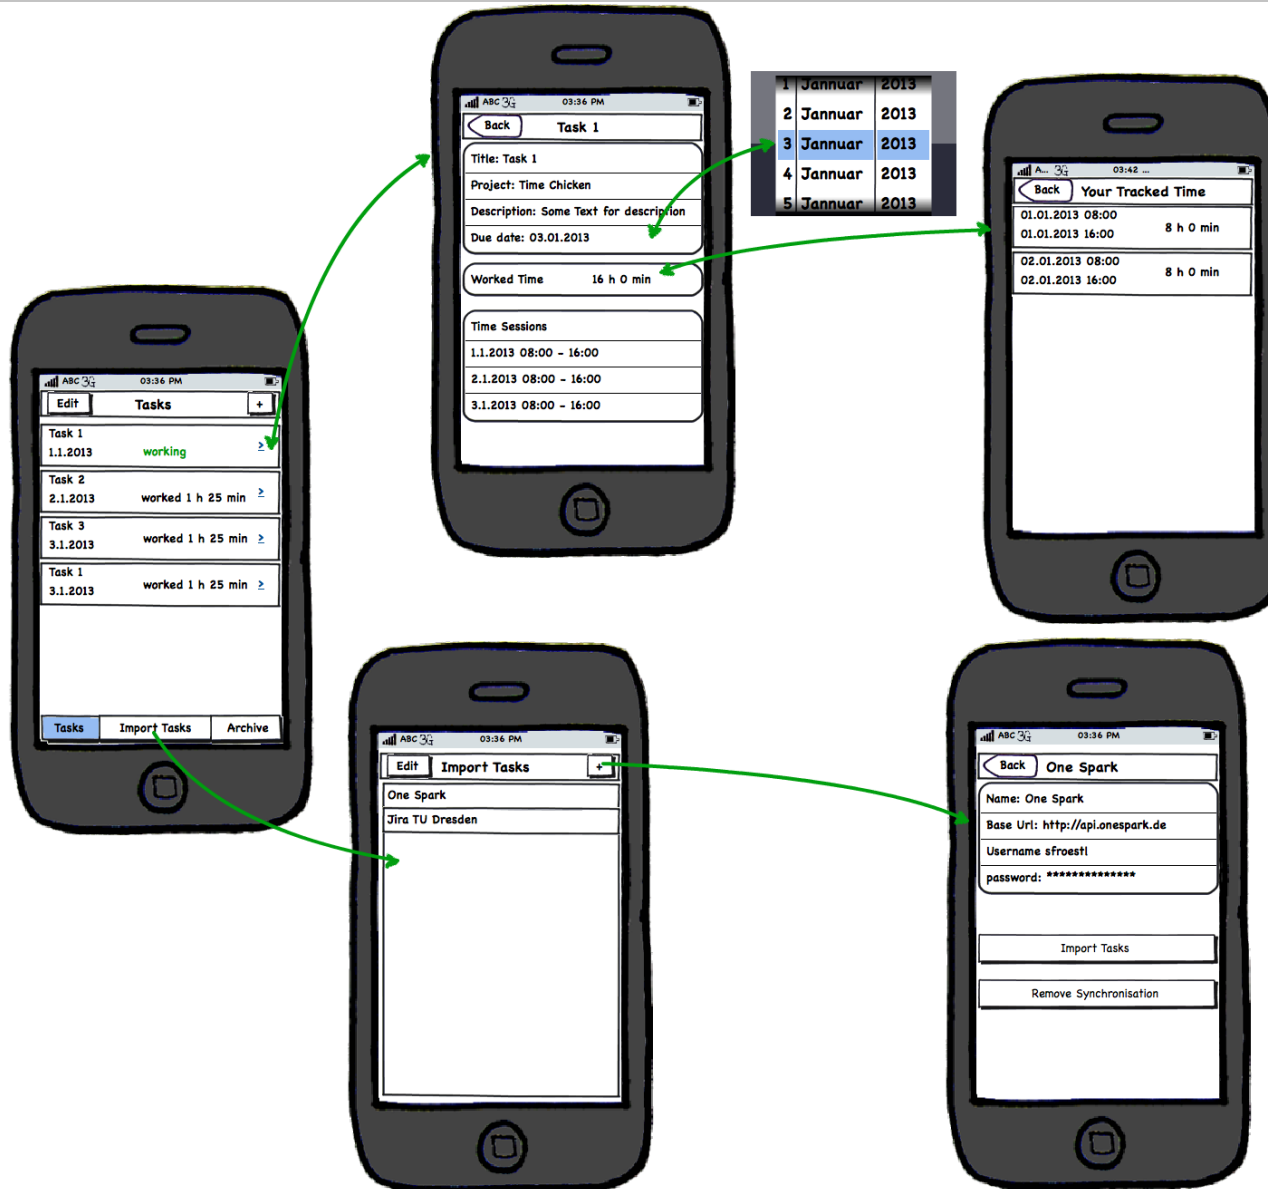 ABC 3G 03:36 PM
Back Task 1
Title: Task 1
Project: Time Chicken
Description: Some Text for description
Due date: 03.01.2013
Worked Time 16 h 0 min
Time Sessions
1.1.2013 08:00 - 16:00
2.1.2013 08:00 - 16:00
3.1.2013 08:00 - 16:00
1 Jannuar 2013
2 Jannuar 2013
3 Jannuar 2013
4 Jannuar 2013
5 Jannuar 2013
A... 3G 03:42 ...
Back Your Tracked Time
01.01.2013 08:00
01.01.2013 16:00 8 h 0 min
02.01.2013 08:00
02.01.2013 16:00 8 h 0 min
ABC 3G 03:36 PM
Edit Tasks +
Task 1
1.1.2013 working >
Task 2
2.1.2013 worked 1 h 25 min >
Task 3
3.1.2013 worked 1 h 25 min >
Task 1
3.1.2013 worked 1 h 25 min >
Tasks Import Tasks Archive
ABC 3G 03:36 PM
Edit Import Tasks +
One Spark
Jira TU Dresden
ABC 3G 03:36 PM
Back One Spark
Name: One Spark
Base Url: http://api.onespark.de
Username sfroestl
password: **************
Import Tasks
Remove Synchronisation